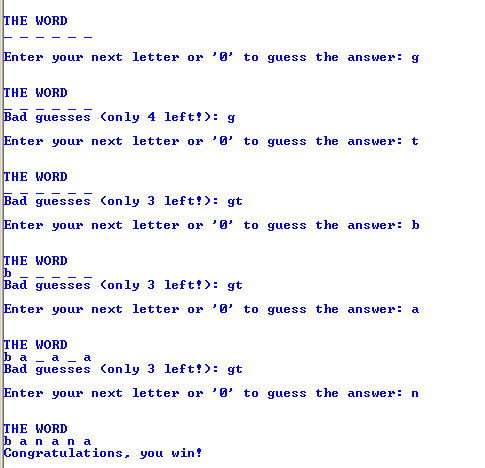 THE WORD
_ _ _ _ _ _
Enter your next letter or '0' to guess the answer: g
THE WORD
_ _ _ _ _ _
Bad guesses (only 4 left!): g
Enter your next letter or '0' to guess the answer: t
THE WORD
_ _ _ _ _ _
Bad guesses (only 3 left!): gt
Enter your next letter or '0' to guess the answer: b
THE WORD
b _ _ _ _ _
Bad guesses (only 3 left!): gt
Enter your next letter or '0' to guess the answer: a
THE WORD
b a _ a _ a
Bad guesses (only 3 left!): gt
Enter your next letter or '0' to guess the answer: n
THE WORD
b a n a n a
Congratulations, you win!